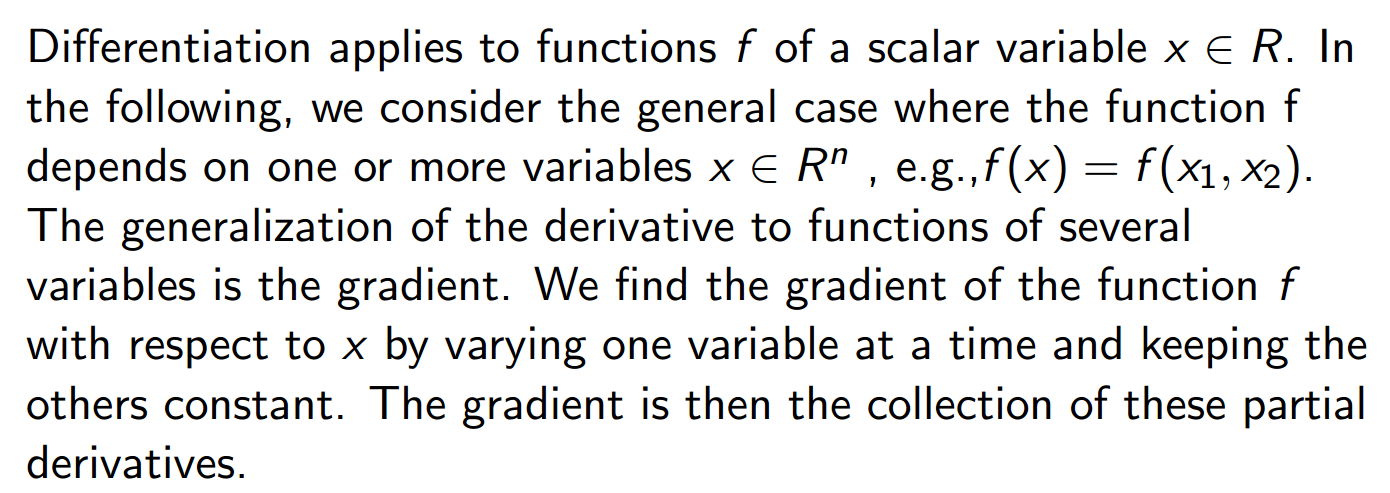 Differentiation applies to functions f of a scalar variable x ∈ R. In
the following, we consider the general case where the function f
depends on one or more variables x ∈ Rⁿ , e.g.,f(x) = f(x₁, x₂).
The generalization of the derivative to functions of several
variables is the gradient. We find the gradient of the function f
with respect to x by varying one variable at a time and keeping the
others constant. The gradient is then the collection of these partial
derivatives.